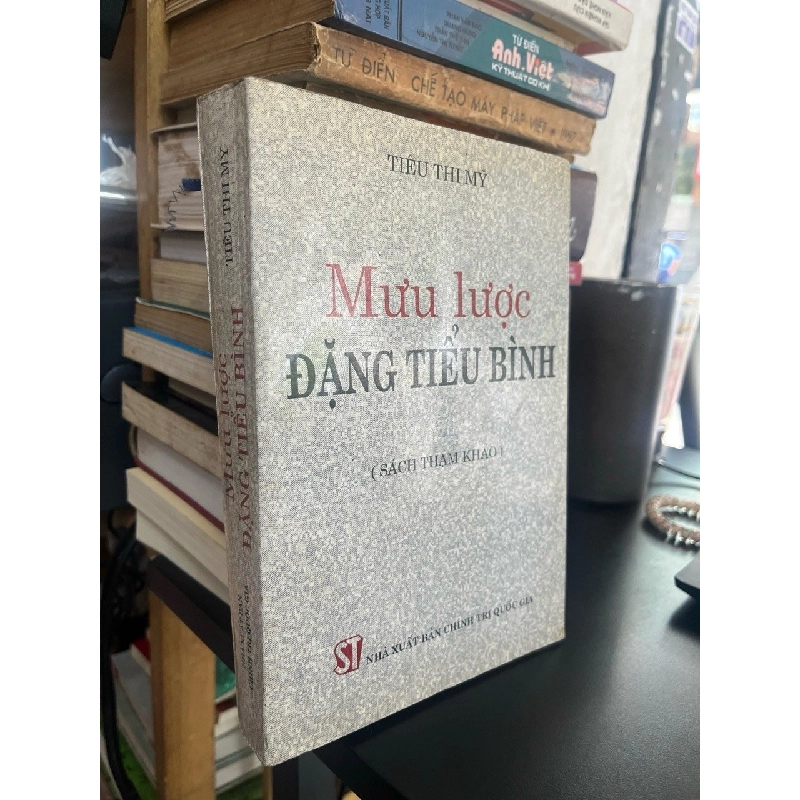 TỪ ĐIỂN
Anh.Việt
KỸ THUẬT CƠ KHÍ
TỪ ĐIỂN CHẾ TẠO MÁY PHÁP VIỆT
TIÊU THI MỸ
Mưu lược
ĐẶNG TIỂU BÌNH
( SÁCH THAM KHẢO )
ST NHÀ XUẤT BẢN CHÍNH TRỊ QUỐC GIA
TIÊU THI MỸ
Mưu lược
ĐẶNG TIỂU BÌNH